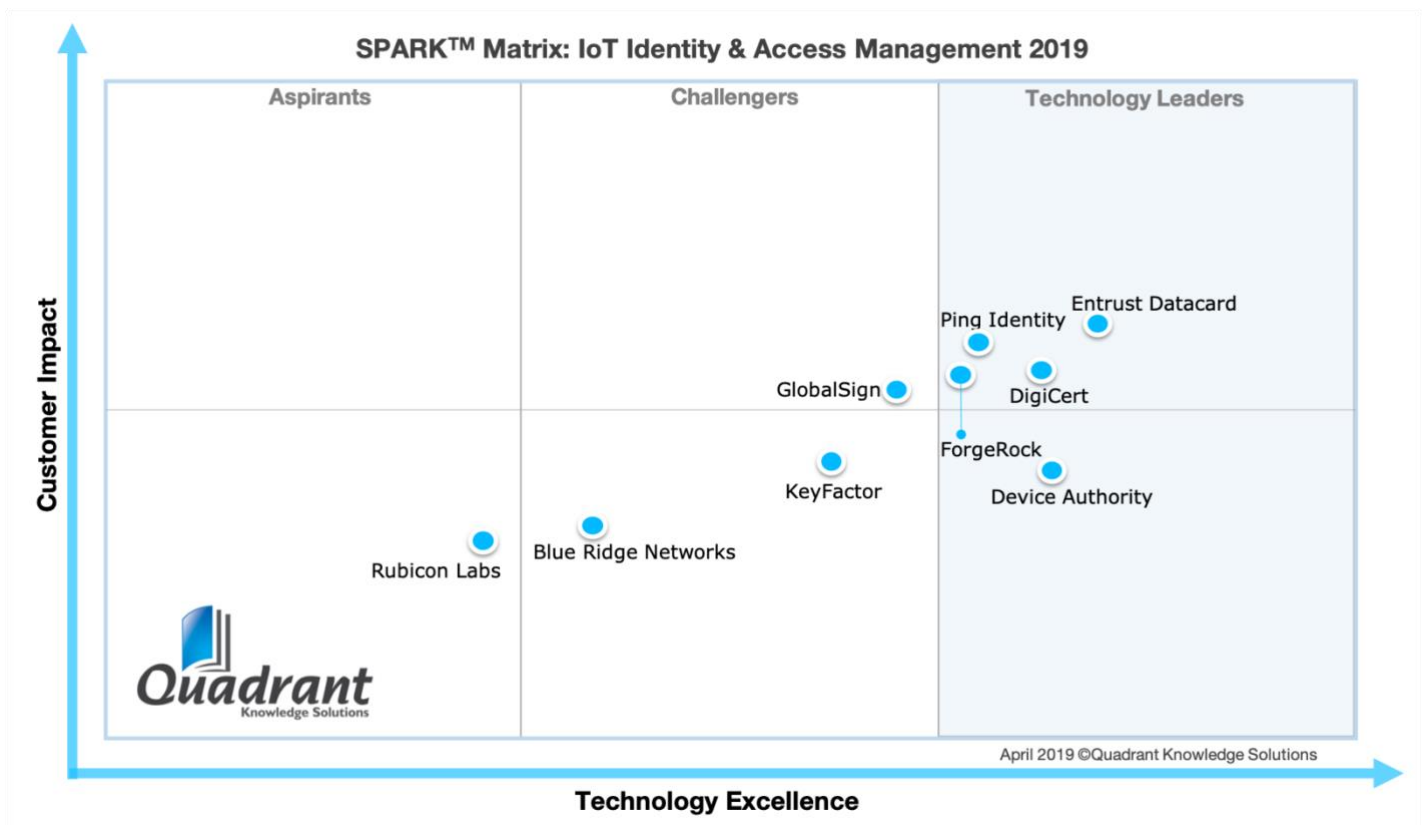 SPARK™ Matrix: IoT Identity & Access Management 2019
Aspirants
Challengers
Technology Leaders
Customer Impact
Entrust Datacard
Ping Identity
GlobalSign
DigiCert
ForgeRock
KeyFactor
Device Authority
Blue Ridge Networks
Rubicon Labs
Quadrant
Knowledge Solutions
April 2019 ©Quadrant Knowledge Solutions
Technology Excellence